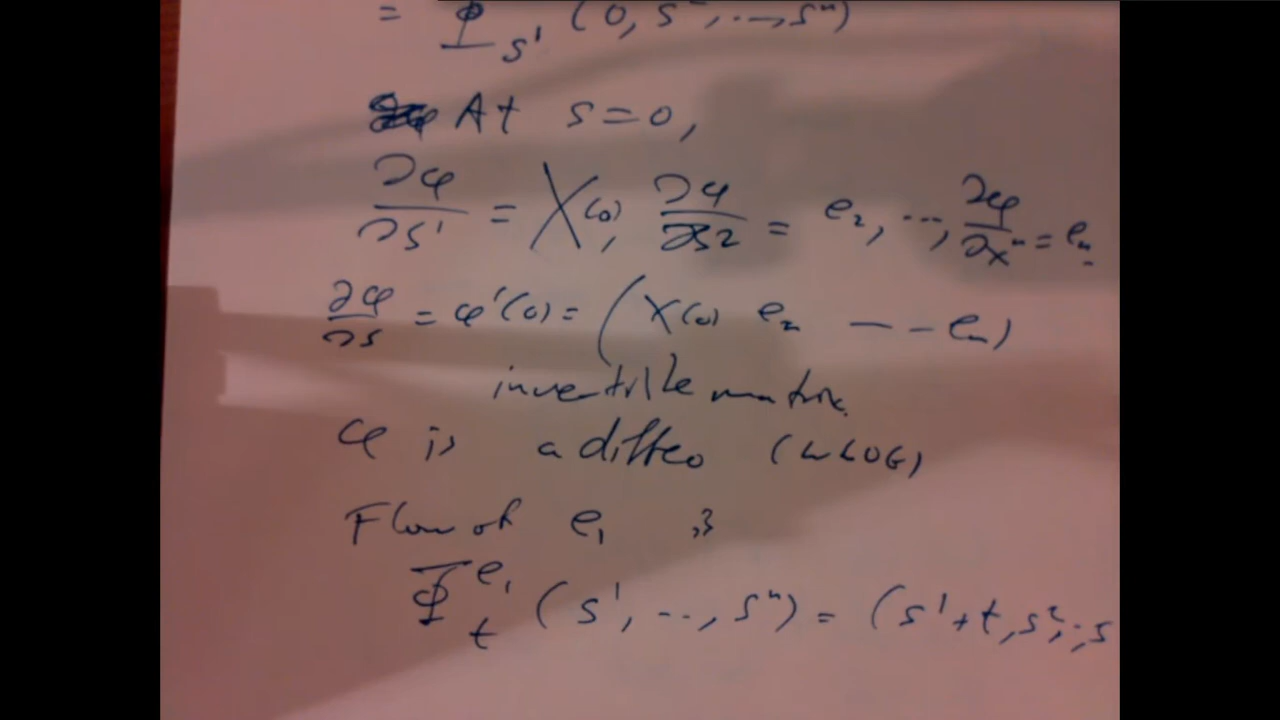 = Φ_{s¹} (0, s², ..., sⁿ)
At s=0,
∂φ/∂s¹ = X(0), ∂φ/∂s² = e₂, ..., ∂φ/∂xⁿ = eₙ
∂φ/∂s = φ'(0) = (X(0) e₂ --- eₙ)
invertible matrix.
φ is a diffeo (WLOG)
Flow of e₁ is
Φ^{e₁}_t (s¹, ..., sⁿ) = (s¹+t, s², .., s